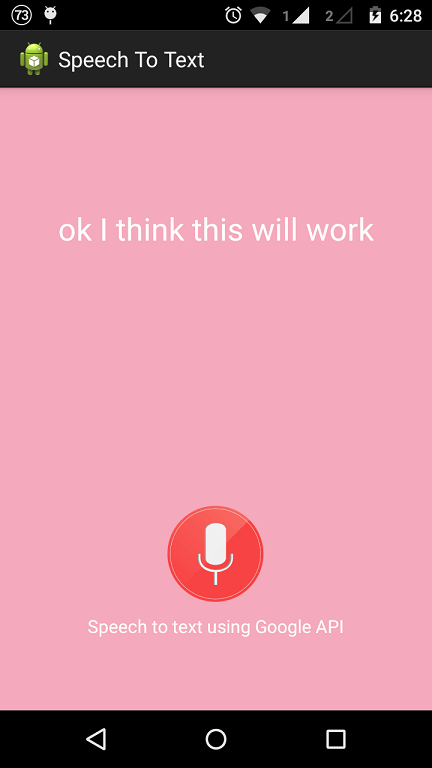 73 1 2 6:28
Speech To Text
ok I think this will work
Speech to text using Google API